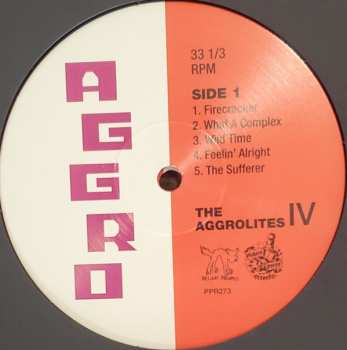 AGGRO
33 1/3
RPM
SIDE 1
1. Firecracker
2. What A Complex
3. Wild Time
4. Feelin' Alright
5. The Sufferer
THE
AGGROLITES IV
PPR273